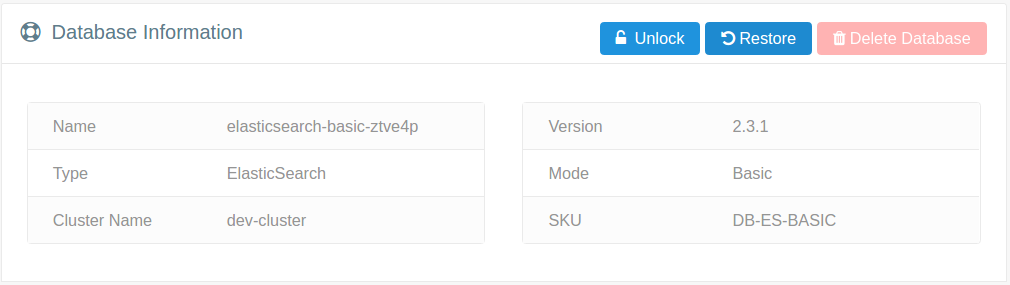 Database Information
Unlock
Restore
Delete Database
Name elasticsearch-basic-ztve4p
Type ElasticSearch
Cluster Name dev-cluster
Version 2.3.1
Mode Basic
SKU DB-ES-BASIC